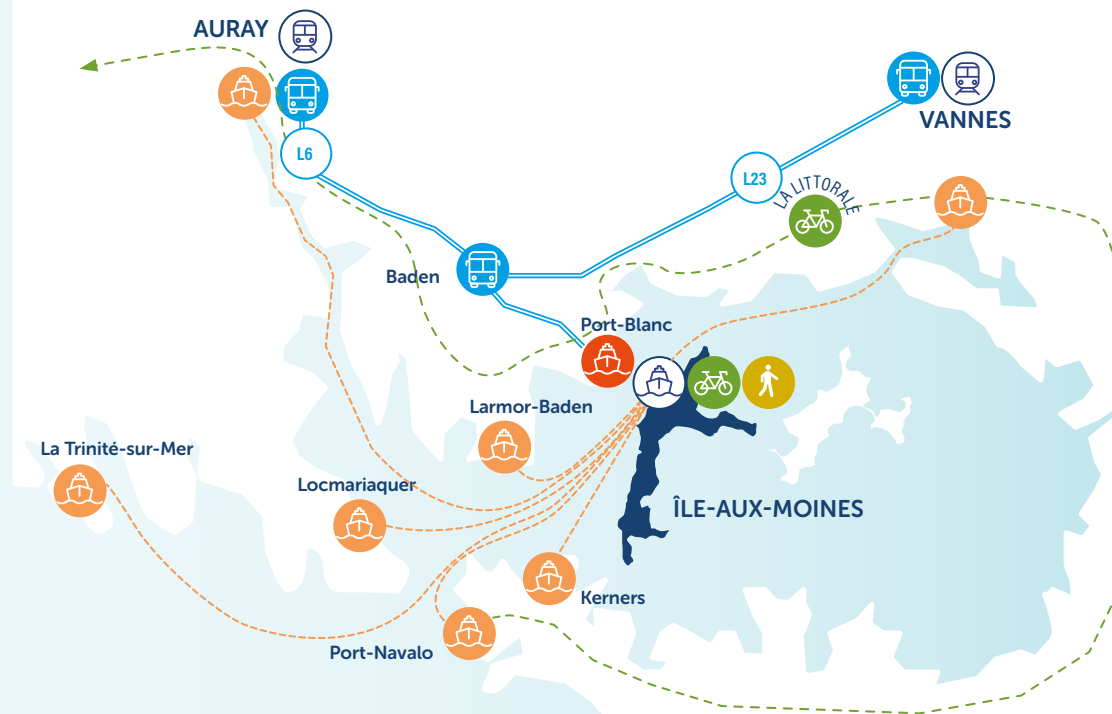 AURAY
VANNES
L6
L23
LA LITTORALE
Baden
Port-Blanc
Larmor-Baden
La Trinité-sur-Mer
Locmariaquer
ÎLE-AUX-MOINES
Kerners
Port-Navalo